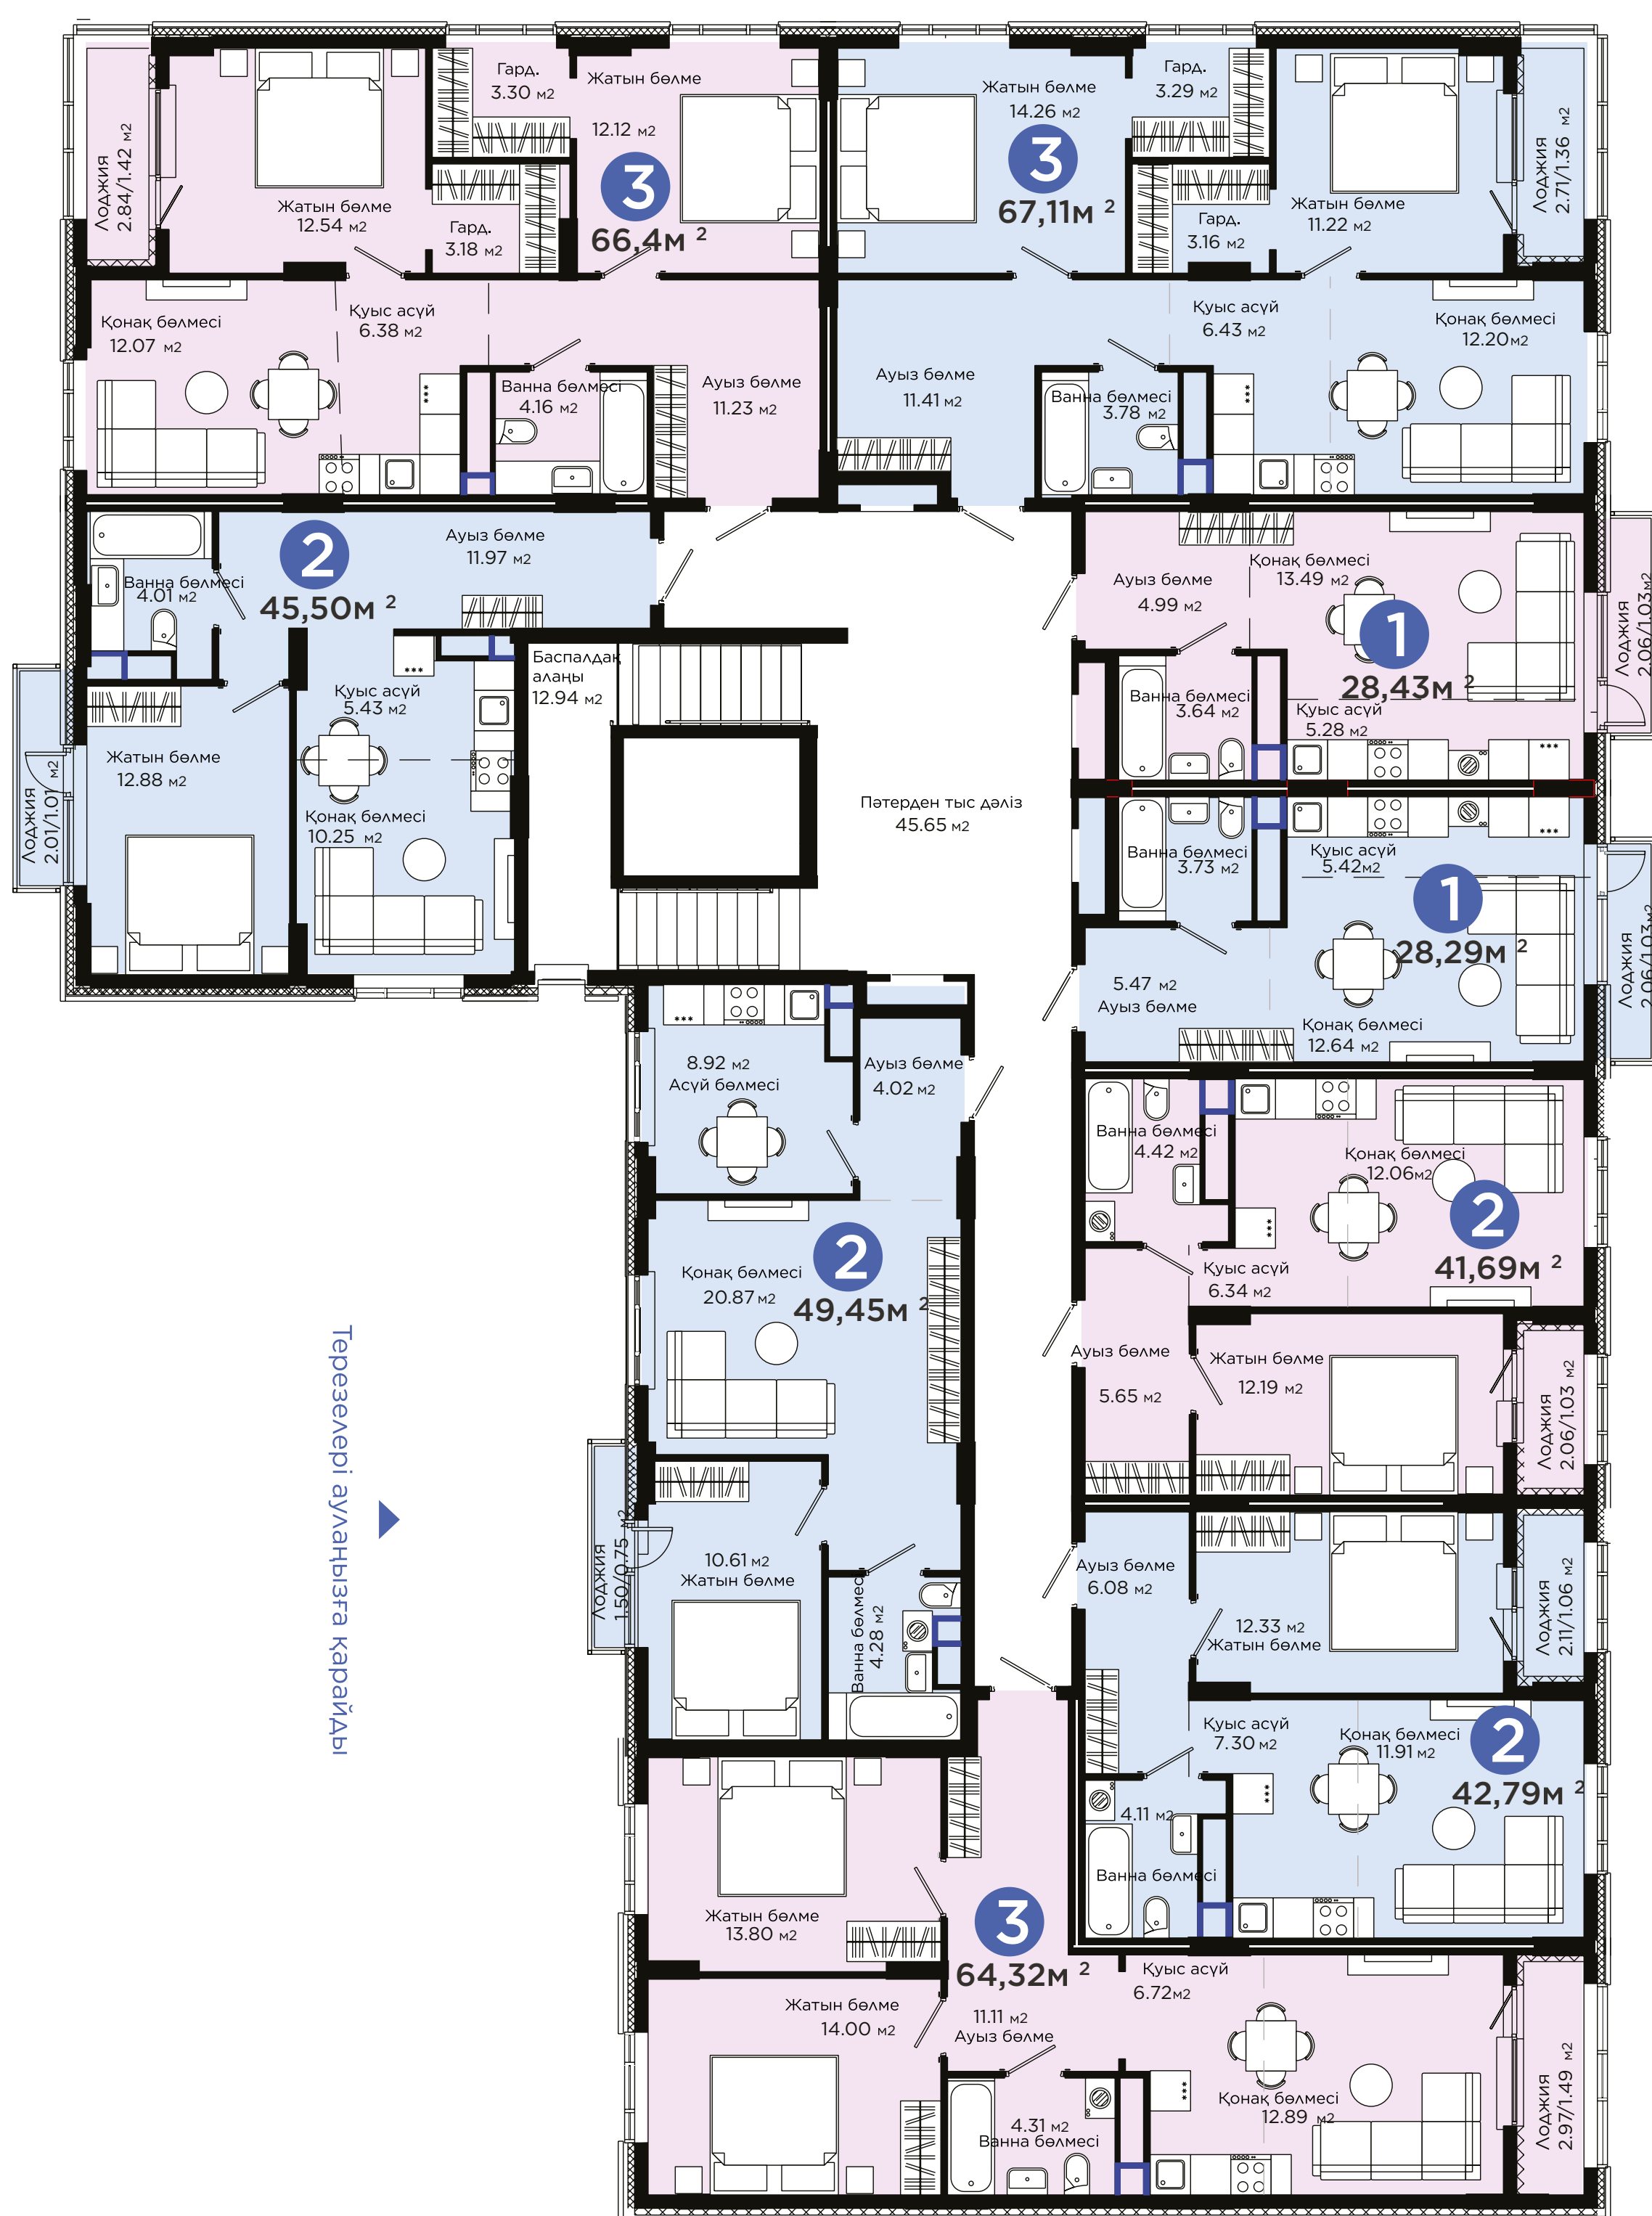 Лоджия
2.84/1.42 м2
Жатын бөлме
12.54 м2
Гард.
3.30 м2
Жатын бөлме
12.12 м2
3
66,4м 2
Гард.
3.18 м2
Қонақ бөлмесі
12.07 м2
Қуыс асүй
6.38 м2
Ванна бөлмесі
4.16 м2
Ауыз бөлме
11.23 м2
Жатын бөлме
14.26 м2
3
67,11м 2
Гард.
3.29 м2
Гард.
3.16 м2
Жатын бөлме
11.22 м2
Лоджия
2.71/1.36 м2
Ауыз бөлме
11.41 м2
Қуыс асүй
6.43 м2
Қонақ бөлмесі
12.20м2
Ванна бөлмесі
3.78 м2
2
45,50м 2
Ауыз бөлме
11.97 м2
Ванна бөлмесі
4.01 м2
Қуыс асүй
5.43 м2
Жатын бөлме
12.88 м2
Қонақ бөлмесі
10.25 м2
Лоджия
2.01/1.01 м2
Баспалдақ
алаңы
12.94 м2
Пәтерден тыс дәліз
45.65 м2
Ауыз бөлме
4.99 м2
Қонақ бөлмесі
13.49 м2
1
28,43м 2
Ванна бөлмесі
3.64 м2
Қуыс асүй
5.28 м2
Лоджия
2.06/1.03м2
Ванна бөлмесі
3.73 м2
Қуыс асүй
5.42м2
1
28,29м 2
5.47 м2
Ауыз бөлме
Қонақ бөлмесі
12.64 м2
Лоджия
2.06/1.03м2
8.92 м2
Асүй бөлмесі
Ауыз бөлме
4.02 м2
Қонақ бөлмесі
20.87 м2
2
49,45м 2
10.61 м2
Жатын бөлме
Лоджия
1.50/0.75 м2
Ванна бөлмесі
4.28 м2
Ванна бөлмесі
4.42 м2
Қонақ бөлмесі
12.06м2
2
41,69м 2
Қуыс асүй
6.34 м2
Ауыз бөлме
5.65 м2
Жатын бөлме
12.19 м2
Лоджия
2.06/1.03 м2
Ауыз бөлме
6.08 м2
12.33 м2
Жатын бөлме
Лоджия
2.11/1.06 м2
Қуыс асүй
7.30 м2
Қонақ бөлмесі
11.91 м2
2
42,79м 2
4.11 м2
Ванна бөлмесі
Жатын бөлме
13.80 м2
3
64,32м 2
Жатын бөлме
14.00 м2
11.11 м2
Ауыз бөлме
Қуыс асүй
6.72м2
4.31 м2
Ванна бөлмесі
Қонақ бөлмесі
12.89 м2
Лоджия
2.97/1.49 м2
Терезелері аулаңызға қарайды